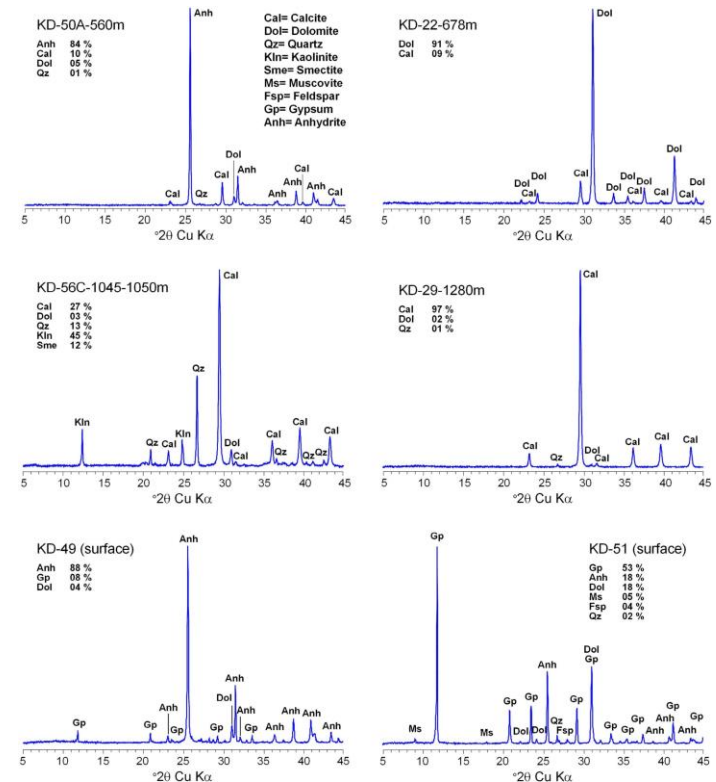 KD-50A-560m
Anh 84 %
Cal 10 %
Dol 05 %
Qz 01 %
Cal= Calcite
Dol= Dolomite
Qz= Quartz
Kln= Kaolinite
Sme= Smectite
Ms= Muscovite
Fsp= Feldspar
Gp= Gypsum
Anh= Anhydrite
Anh
Cal Qz Cal Dol Anh Anh Anh Cal Anh Cal
5 10 15 20 25 30 35 40 45
°2θ Cu Kα
KD-22-678m
Dol 91 %
Cal 09 %
Dol
Dol Cal Dol Cal Dol Dol Cal Dol Cal Dol Cal Dol
5 10 15 20 25 30 35 40 45
°2θ Cu Kα
KD-56C-1045-1050m
Cal 27 %
Dol 03 %
Qz 13 %
Kln 45 %
Sme 12 %
Cal
Kln Qz Cal Kln Qz Dol Cal Cal Qz Cal Qz Qz Cal
5 10 15 20 25 30 35 40 45
°2θ Cu Kα
KD-29-1280m
Cal 97 %
Dol 02 %
Qz 01 %
Cal
Cal Qz Dol Cal Cal Cal Cal
5 10 15 20 25 30 35 40 45
°2θ Cu Kα
KD-49 (surface)
Anh 88 %
Gp 08 %
Dol 04 %
Anh
Gp Gp Anh Gp Gp Dol Anh Anh Gp Anh Anh Anh Anh
5 10 15 20 25 30 35 40 45
°2θ Cu Kα
KD-51 (surface)
Gp 53 %
Anh 18 %
Dol 18 %
Ms 05 %
Fsp 04 %
Qz 02 %
Gp
Ms Ms Gp Dol Gp Dol Anh Qz Fsp Gp Dol Gp Gp Gp Gp Anh Gp Anh Gp
5 10 15 20 25 30 35 40 45
°2θ Cu Kα